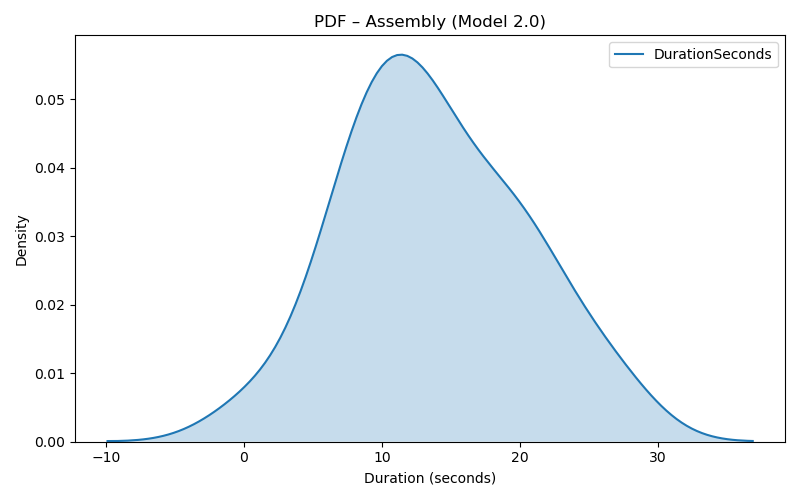 PDF – Assembly (Model 2.0)
DurationSeconds
0.05
0.04
0.03
0.02
0.01
0.00
Density
−10
0
10
20
30
Duration (seconds)